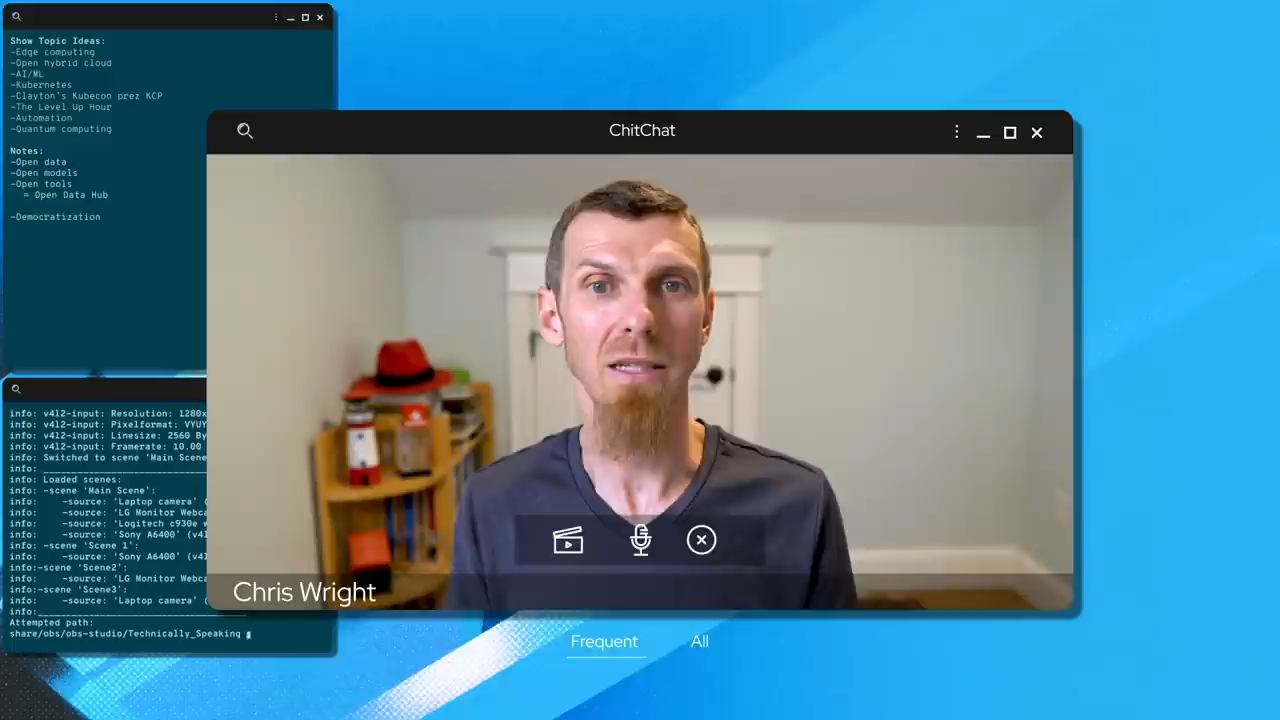 Show Topic Ideas:
-Edge computing
-Open hybrid cloud
-AI/ML
-Kubernetes
-Clayton's Kubecon prez KCP
-The Level Up Hour
-Automation
-Quantum computing
Notes:
-Open data
-Open models
-Open tools
= Open Data Hub
-Democratization
ChitChat
Chris Wright
info: v4l2-input: Resolution: 1280x
info: v4l2-input: Pixelformat: VYUY
info: v4l2-input: Linesize: 2560 By
info: v4l2-input: Framerate: 10.00
info: Switched to scene 'Main Scene
info: ___________________________
info: Loaded scenes:
info: -scene 'Main Scene':
info:    -source: 'Laptop camera' (
info:    -source: 'LG Monitor Webca
info:    -source: 'Logitech c930e w
info:    -source: 'Sony A6400' (v4l
info: -scene 'Scene 1':
info:    -source: 'Sony A6400' (v4l
info:-scene 'Scene2':
info:    -source: 'LG Monitor Webca
info:-scene 'Scene3':
info:    -source: 'Laptop camera' (
info:___________________________
Attempted path:
share/obs/obs-studio/Technically_Speaking
Frequent
All